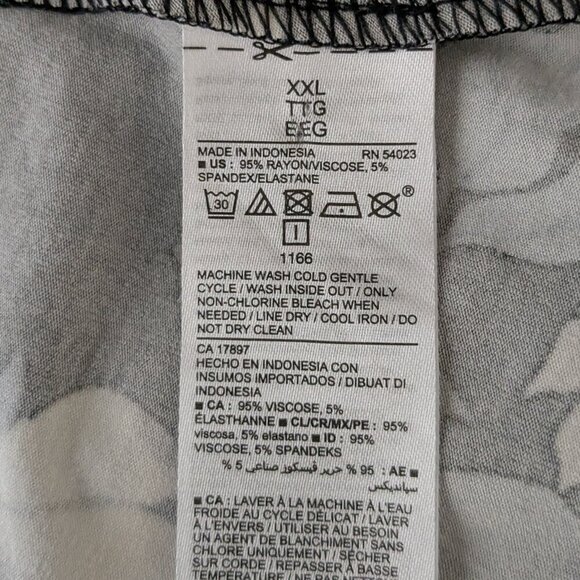 XXL
TTG
EEG
MADE IN INDONESIA RN 54023
■ US : 95% RAYON/VISCOSE, 5%
SPANDEX/ELASTANE
30
®
1166
MACHINE WASH COLD GENTLE
CYCLE / WASH INSIDE OUT / ONLY
NON-CHLORINE BLEACH WHEN
NEEDED / LINE DRY / COOL IRON / DO
NOT DRY CLEAN
CA 17897
HECHO EN INDONESIA CON
INSUMOS IMPORTADOS / DIBUAT DI
INDONESIA
■ CA : 95% VISCOSE, 5%
ÉLASTHANNE ■ CL/CR/MX/PE : 95%
viscosa, 5% elastano ■ ID : 95%
VISCOSE, 5% SPANDEKS
■ AE : 95 % حرير فيسكوز صناعي 5 %
سباندیکس
■ CA : LAVER À LA MACHINE À L'EAU
FROIDE AU CYCLE DÉLICAT / LAVER
À L'ENVERS / UTILISER AU BESOIN
UN AGENT DE BLANCHIMENT SANS
CHLORE UNIQUEMENT / SÉCHER
SUR CORDE / REPASSER À BASSE
TEMPÉRATURE / NE PAS NETTOYER